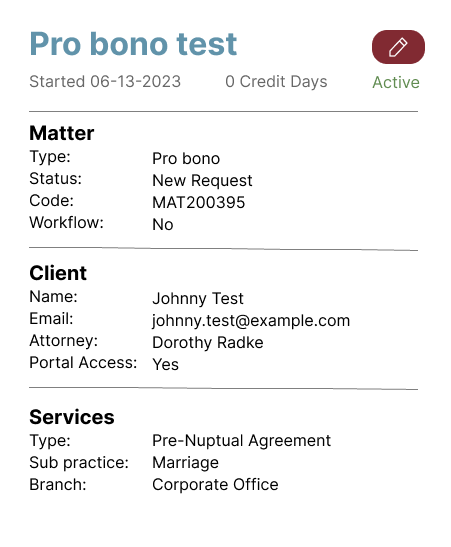 Pro bono test
Started 06-13-2023 0 Credit Days Active
Matter
Type: Pro bono
Status: New Request
Code: MAT200395
Workflow: No
Client
Name: Johnny Test
Email: johnny.test@example.com
Attorney: Dorothy Radke
Portal Access: Yes
Services
Type: Pre-Nuptual Agreement
Sub practice: Marriage
Branch: Corporate Office